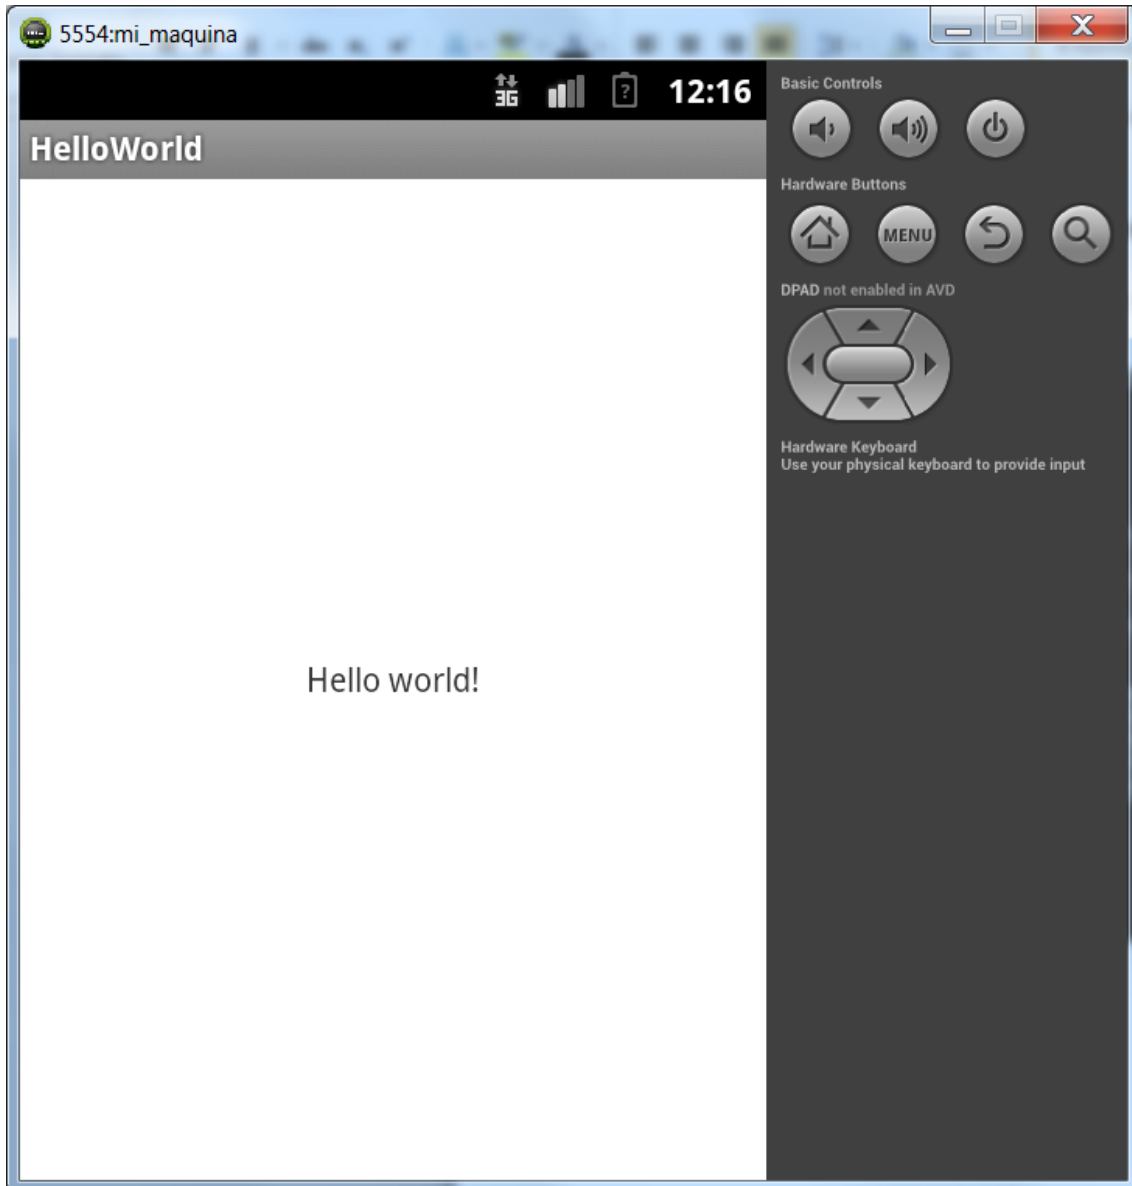 5554:mi_maquina
3G 12:16
HelloWorld
Hello world!
Basic Controls
Hardware Buttons
MENU
DPAD not enabled in AVD
Hardware Keyboard
Use your physical keyboard to provide input